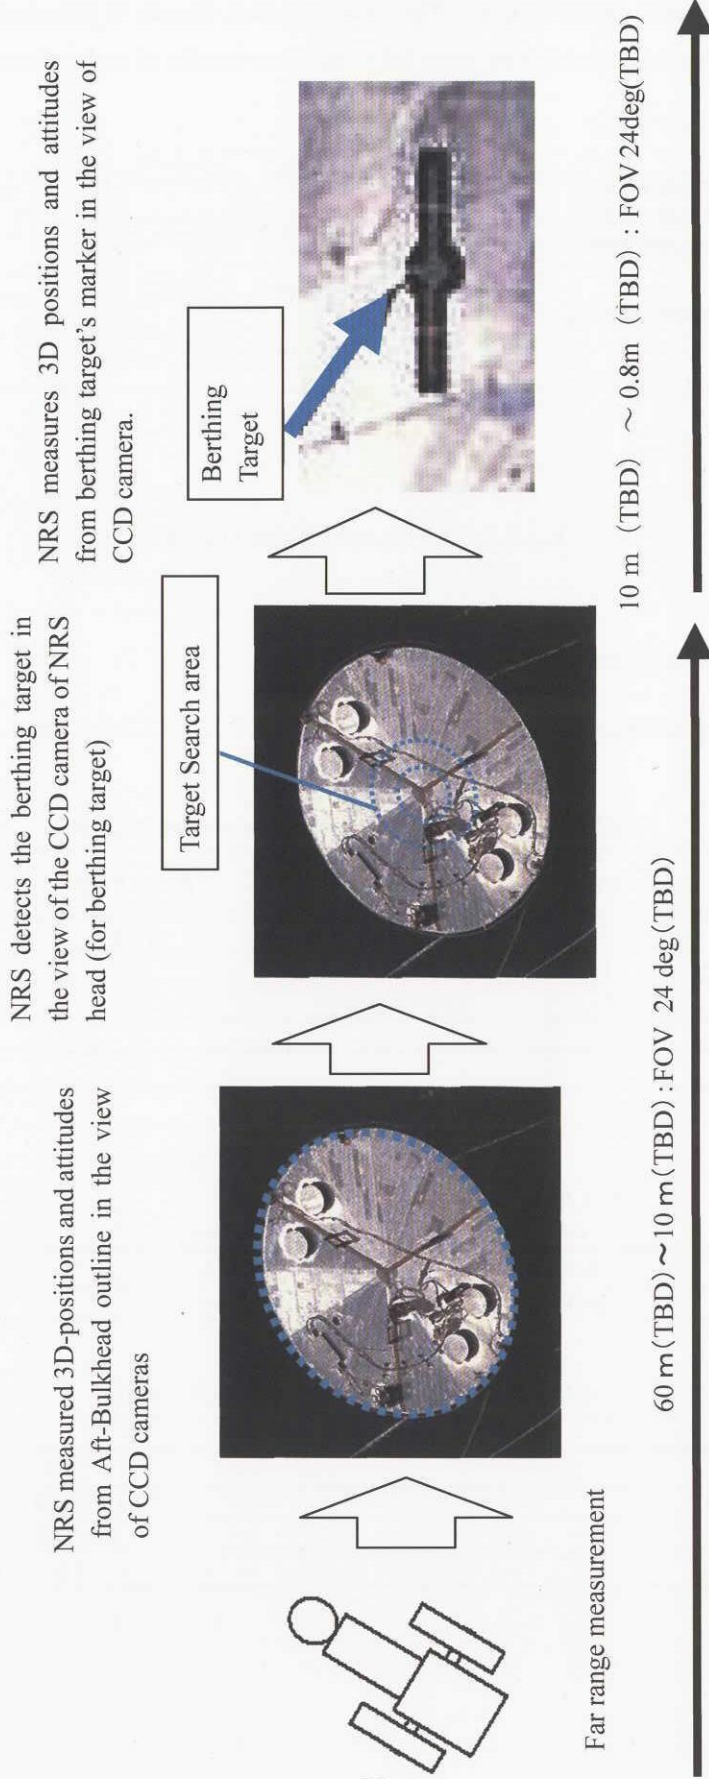 NRS measured 3D-positions and attitudes
from Aft-Bulkhead outline in the view
of CCD cameras
NRS detects the berthing target in
the view of the CCD camera of NRS
head (for berthing target)
NRS measures 3D positions and attitudes
from berthing target's marker in the view of
CCD camera.
Target Search area
Berthing
Target
Far range measurement
60 m(TBD)～10 m(TBD) : FOV 24 deg(TBD)
10 m (TBD) ～ 0.8m (TBD) : FOV 24deg(TBD)